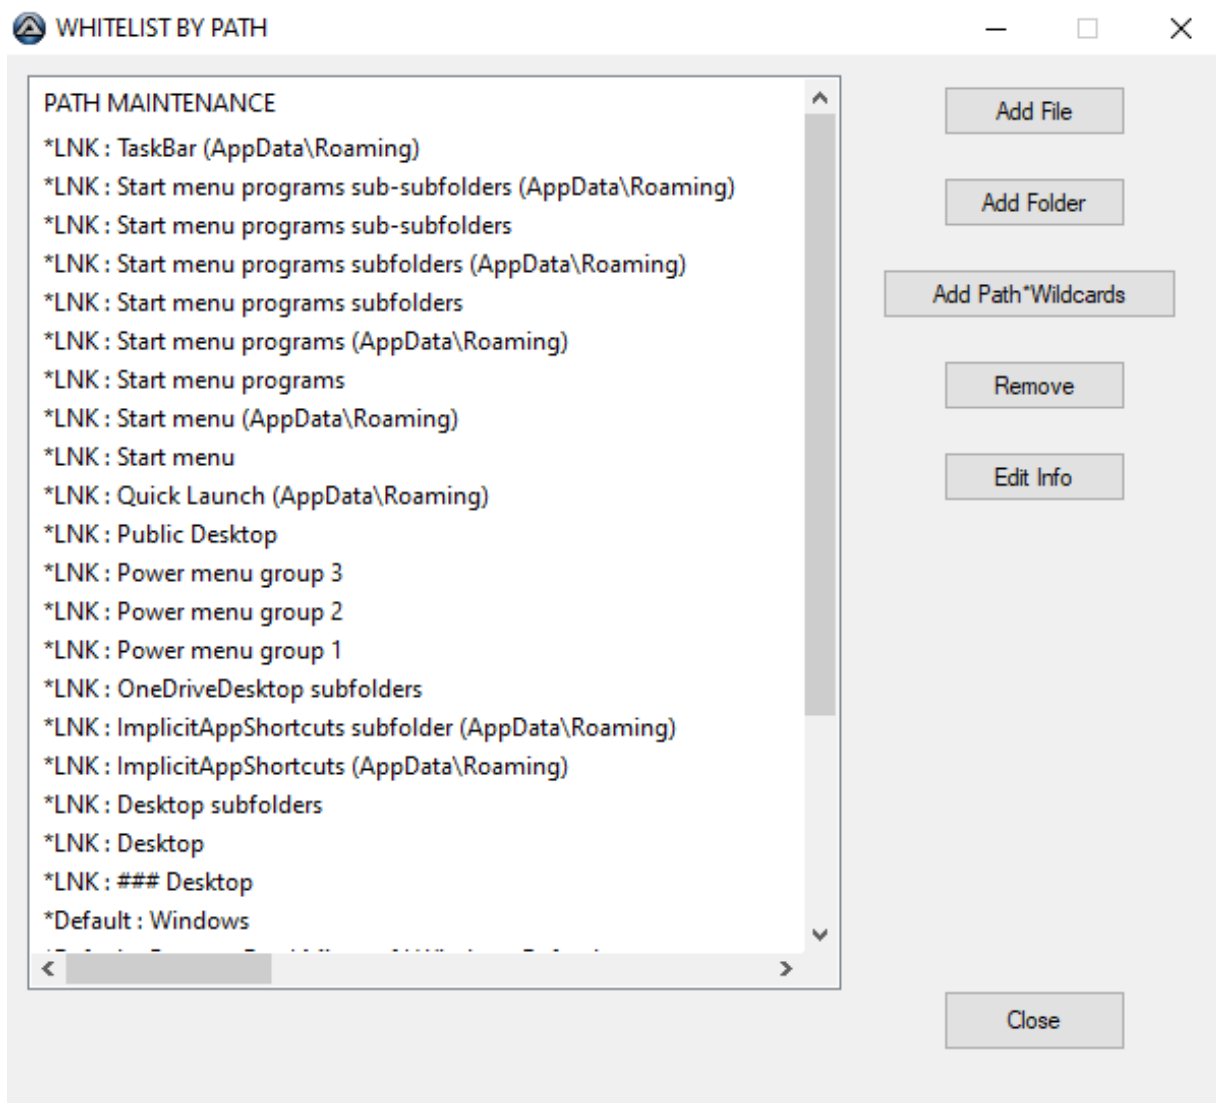 WHITELIST BY PATH
PATH MAINTENANCE
*LNK : TaskBar (AppData\Roaming)
*LNK : Start menu programs sub-subfolders (AppData\Roaming)
*LNK : Start menu programs sub-subfolders
*LNK : Start menu programs subfolders (AppData\Roaming)
*LNK : Start menu programs subfolders
*LNK : Start menu programs (AppData\Roaming)
*LNK : Start menu programs
*LNK : Start menu (AppData\Roaming)
*LNK : Start menu
*LNK : Quick Launch (AppData\Roaming)
*LNK : Public Desktop
*LNK : Power menu group 3
*LNK : Power menu group 2
*LNK : Power menu group 1
*LNK : OneDriveDesktop subfolders
*LNK : ImplicitAppShortcuts subfolder (AppData\Roaming)
*LNK : ImplicitAppShortcuts (AppData\Roaming)
*LNK : Desktop subfolders
*LNK : Desktop
*LNK : ### Desktop
*Default : Windows
Add File
Add Folder
Add Path*Wildcards
Remove
Edit Info
Close